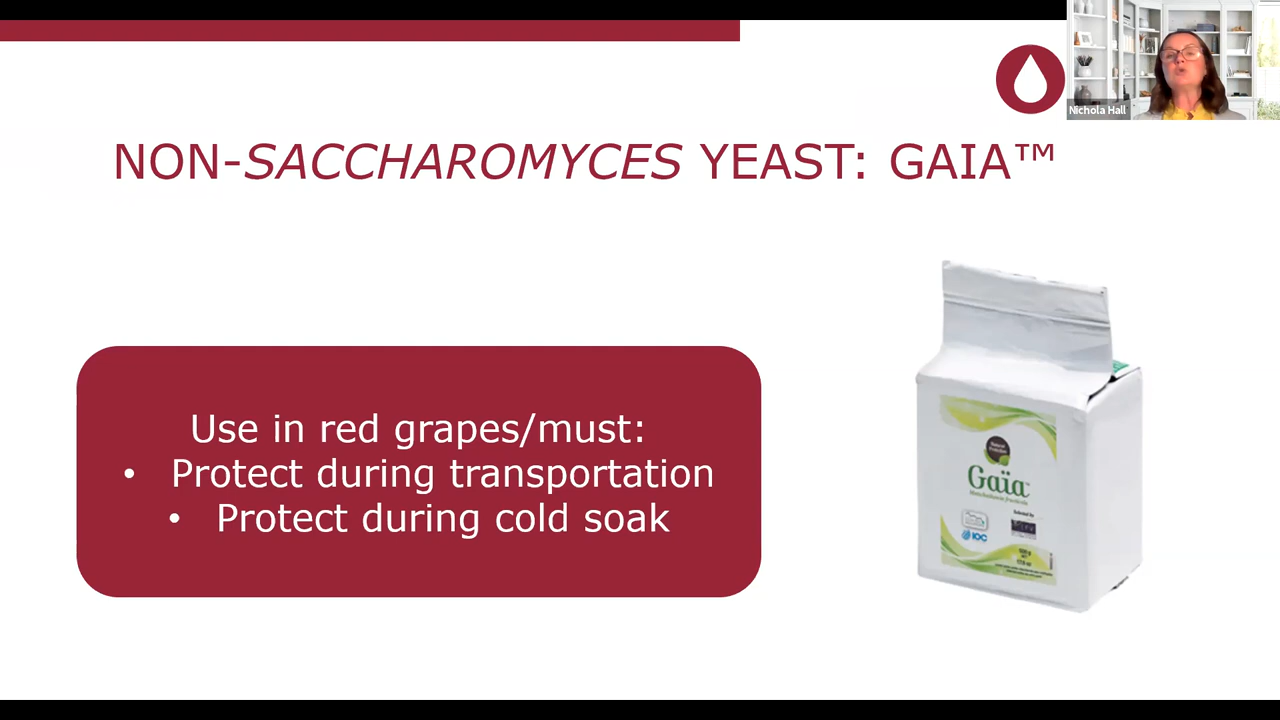 Nichola Hall
NON-SACCHAROMYCES YEAST: GAIA™
Use in red grapes/must:
• Protect during transportation
• Protect during cold soak
Gaïa
IOC